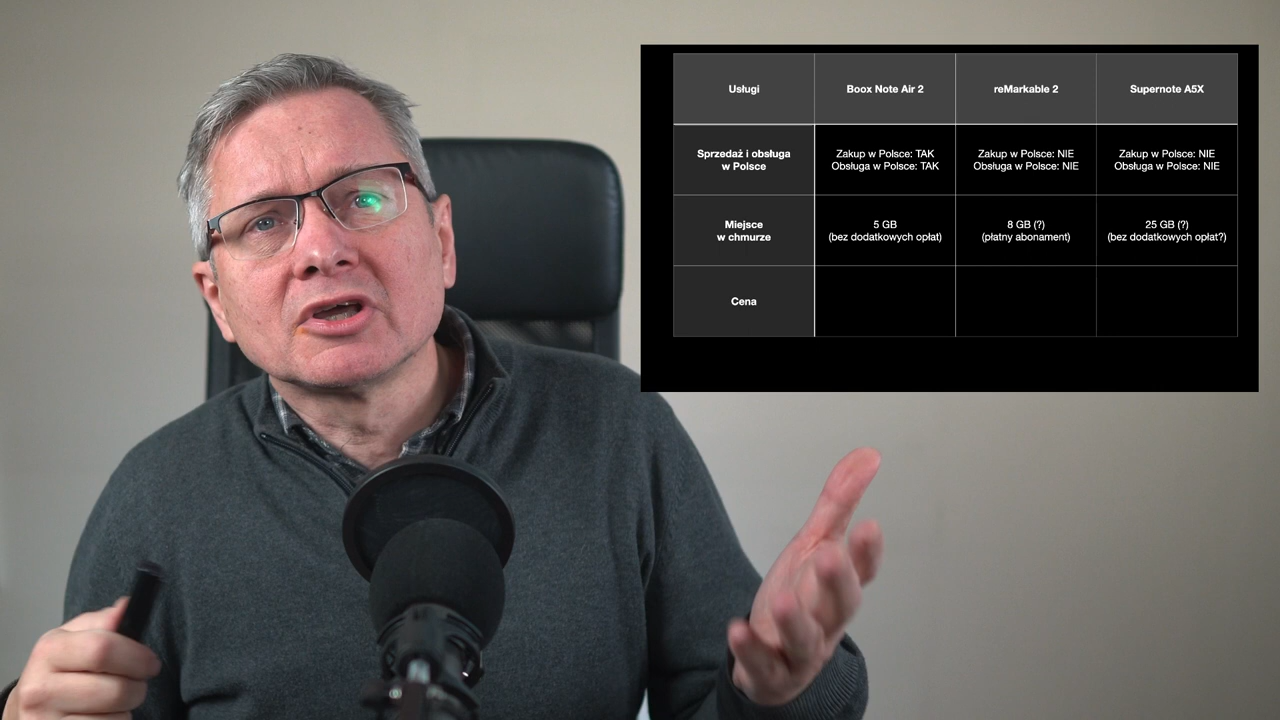 Usługi
Boox Note Air 2
reMarkable 2
Supernote A5X
Sprzedaż i obsługa
w Polsce
Zakup w Polsce: TAK
Obsługa w Polsce: TAK
Zakup w Polsce: NIE
Obsługa w Polsce: NIE
Zakup w Polsce: NIE
Obsługa w Polsce: NIE
Miejsce
w chmurze
5 GB
(bez dodatkowych opłat)
8 GB (?)
(płatny abonament)
25 GB (?)
(bez dodatkowych opłat?)
Cena